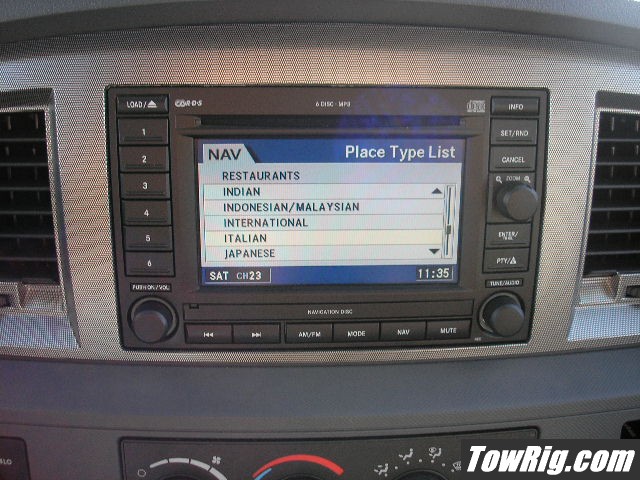 LOAD/
R·D·S
6 DISC · MP3
INFO
1
2
3
4
5
6
NAV
Place Type List
RESTAURANTS
INDIAN
INDONESIAN/MALAYSIAN
INTERNATIONAL
ITALIAN
JAPANESE
SAT CH23
11:35
SET/RND
CANCEL
ZOOM
ENTER/
PTY/
PUSH ON/VOL
TUNE/AUDIO
NAVIGATION DISC
AM/FM
MODE
NAV
MUTE
TowRig.com